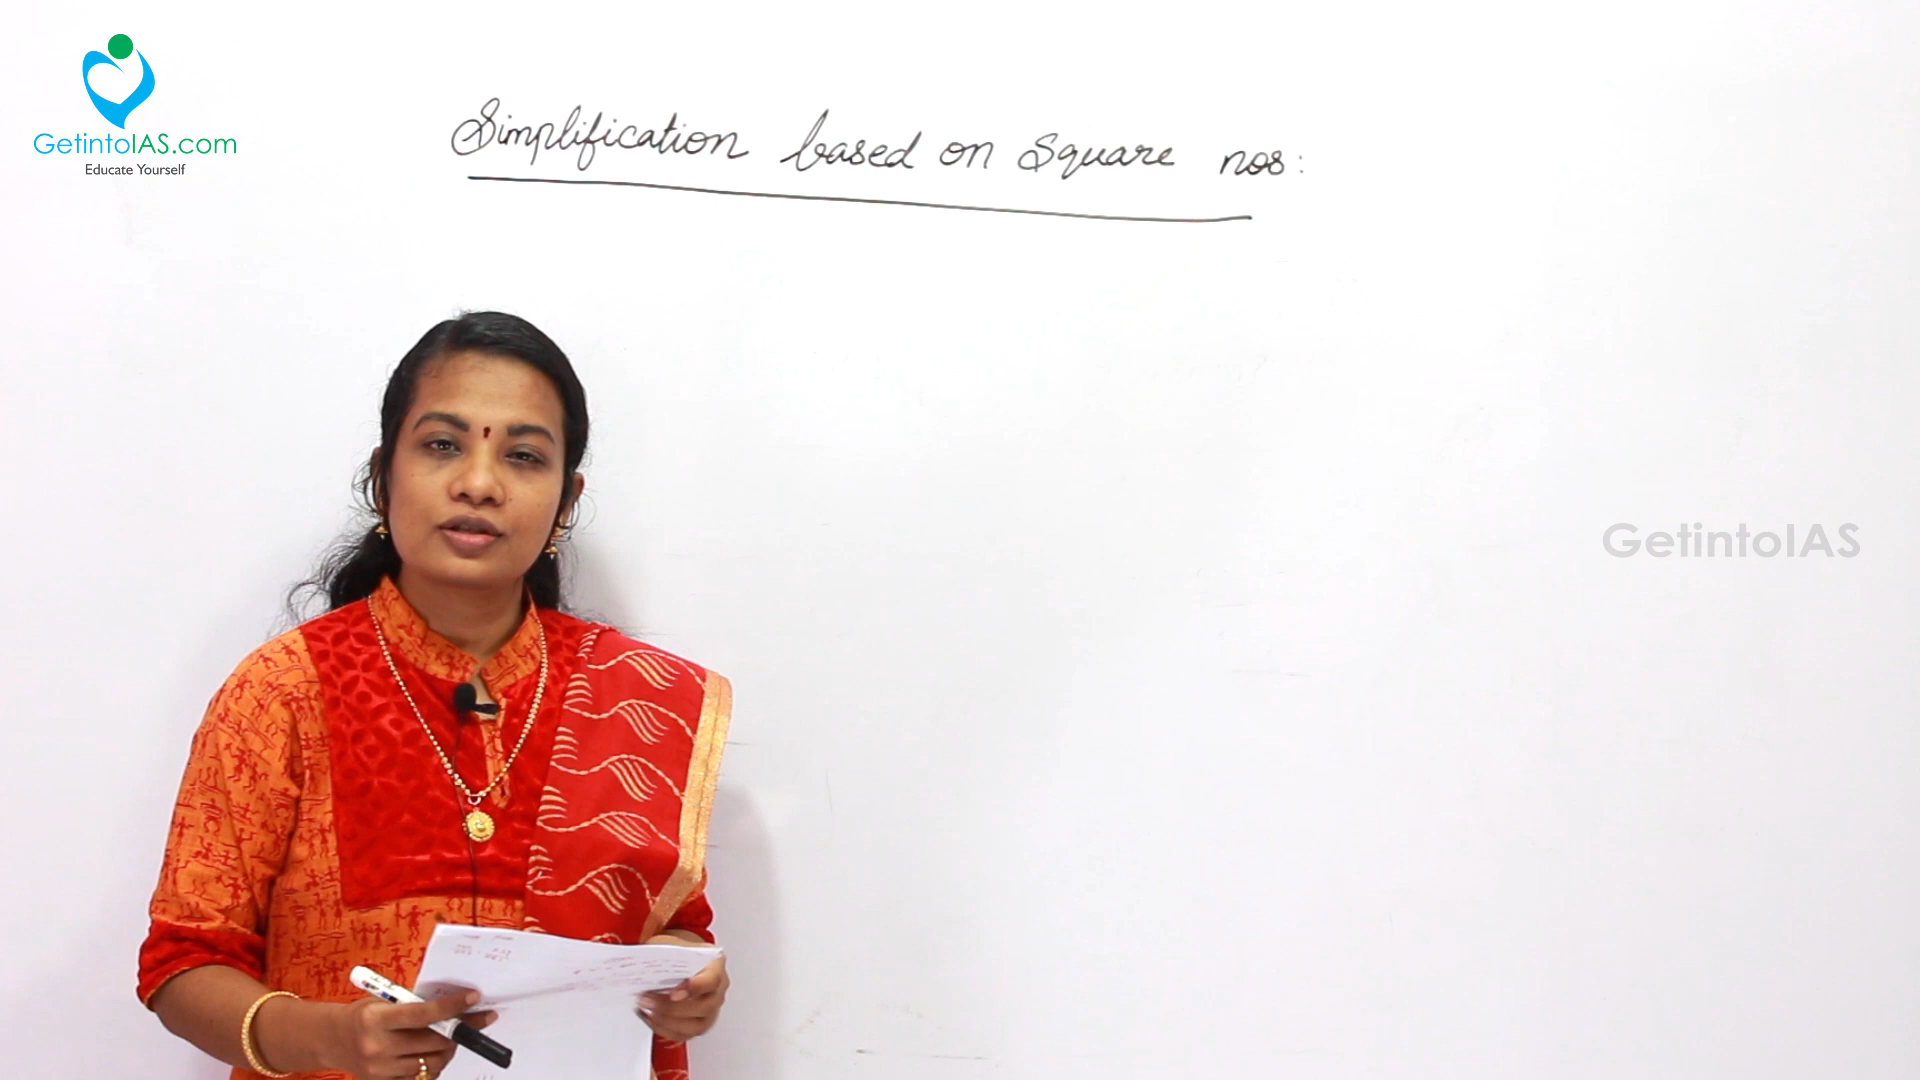 GetintoIAS.com
Educate Yourself
Simplification based on Square nos:
GetintoIAS